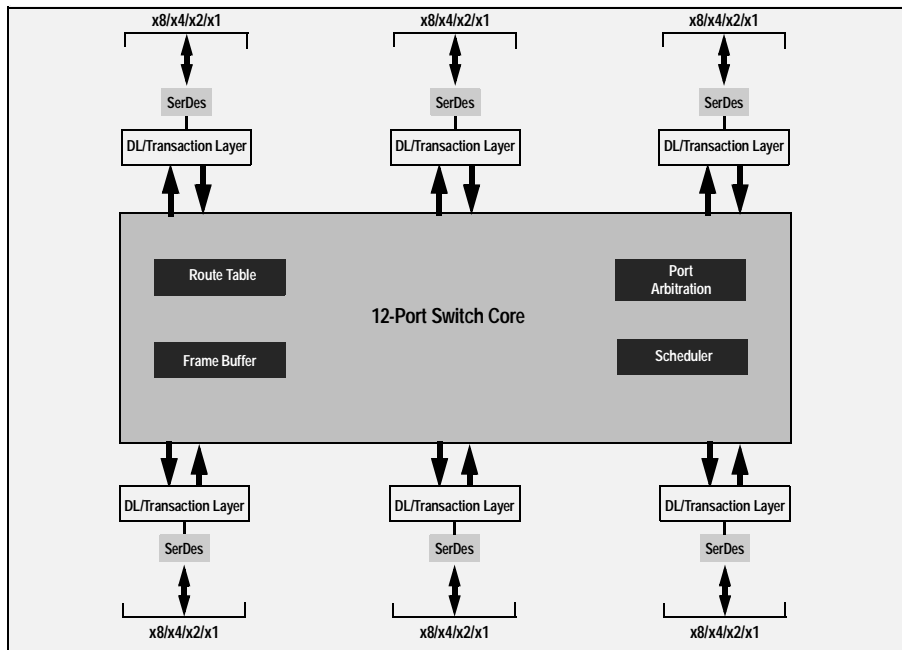 x8/x4/x2/x1
x8/x4/x2/x1
x8/x4/x2/x1
SerDes
SerDes
SerDes
DL/Transaction Layer
DL/Transaction Layer
DL/Transaction Layer
Route Table
Port
Arbitration
12-Port Switch Core
Frame Buffer
Scheduler
DL/Transaction Layer
DL/Transaction Layer
DL/Transaction Layer
SerDes
SerDes
SerDes
x8/x4/x2/x1
x8/x4/x2/x1
x8/x4/x2/x1